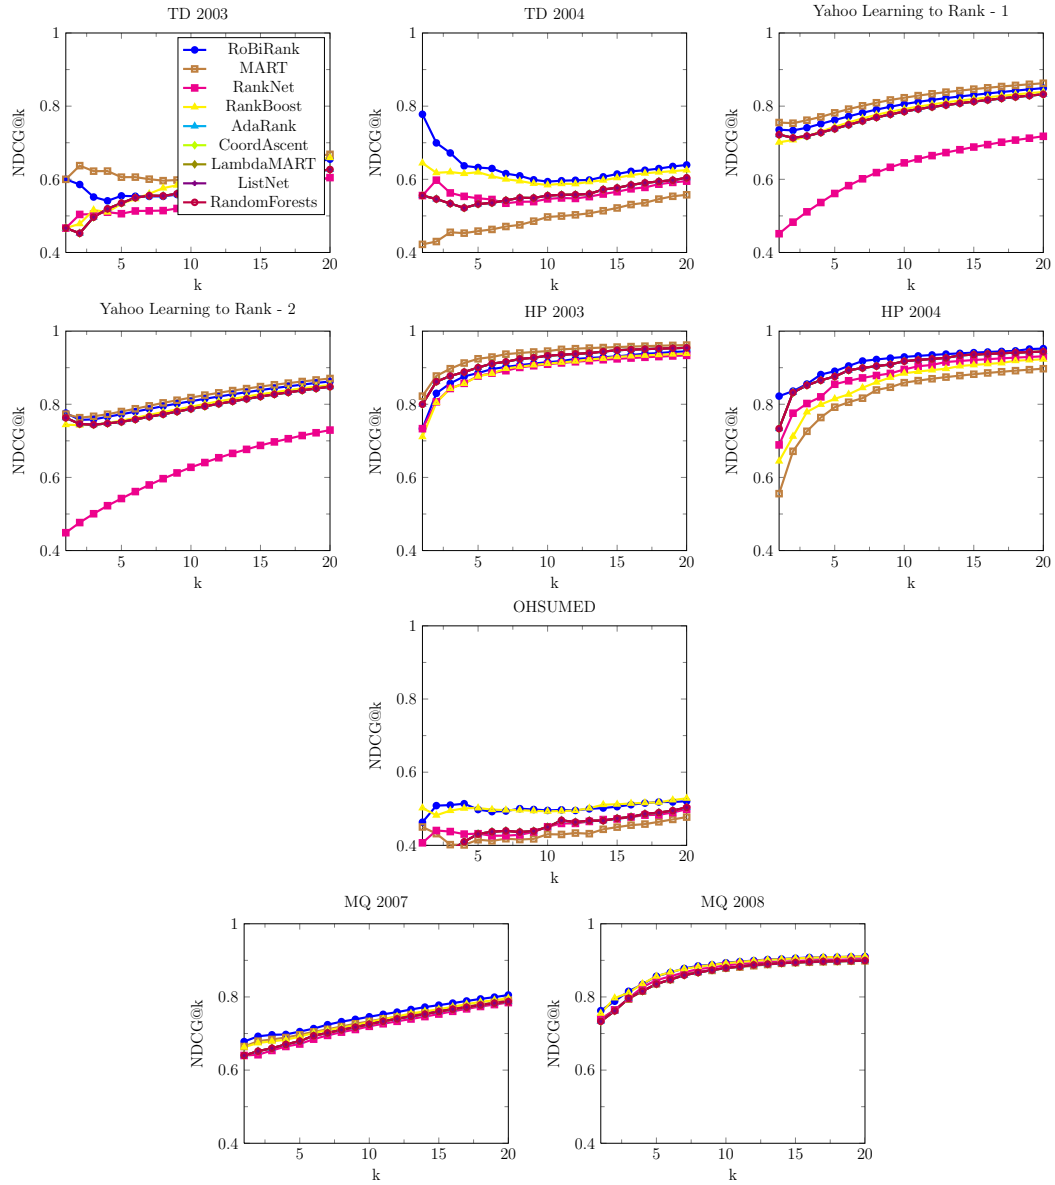 TD 2003
TD 2004
Yahoo Learning to Rank - 1
1
0.8
0.6
0.4
NDCG@k
5
10
15
20
k
RoBiRank
MART
RankNet
RankBoost
AdaRank
CoordAscent
LambdaMART
ListNet
RandomForests
1
0.8
0.6
0.4
NDCG@k
5
10
15
20
k
1
0.8
0.6
0.4
NDCG@k
5
10
15
20
k
Yahoo Learning to Rank - 2
HP 2003
HP 2004
1
0.8
0.6
0.4
NDCG@k
5
10
15
20
k
1
0.8
0.6
0.4
NDCG@k
5
10
15
20
k
1
0.8
0.6
0.4
NDCG@k
5
10
15
20
k
OHSUMED
1
0.8
0.6
0.4
NDCG@k
5
10
15
20
k
MQ 2007
MQ 2008
1
0.8
0.6
0.4
NDCG@k
5
10
15
20
k
1
0.8
0.6
0.4
NDCG@k
5
10
15
20
k